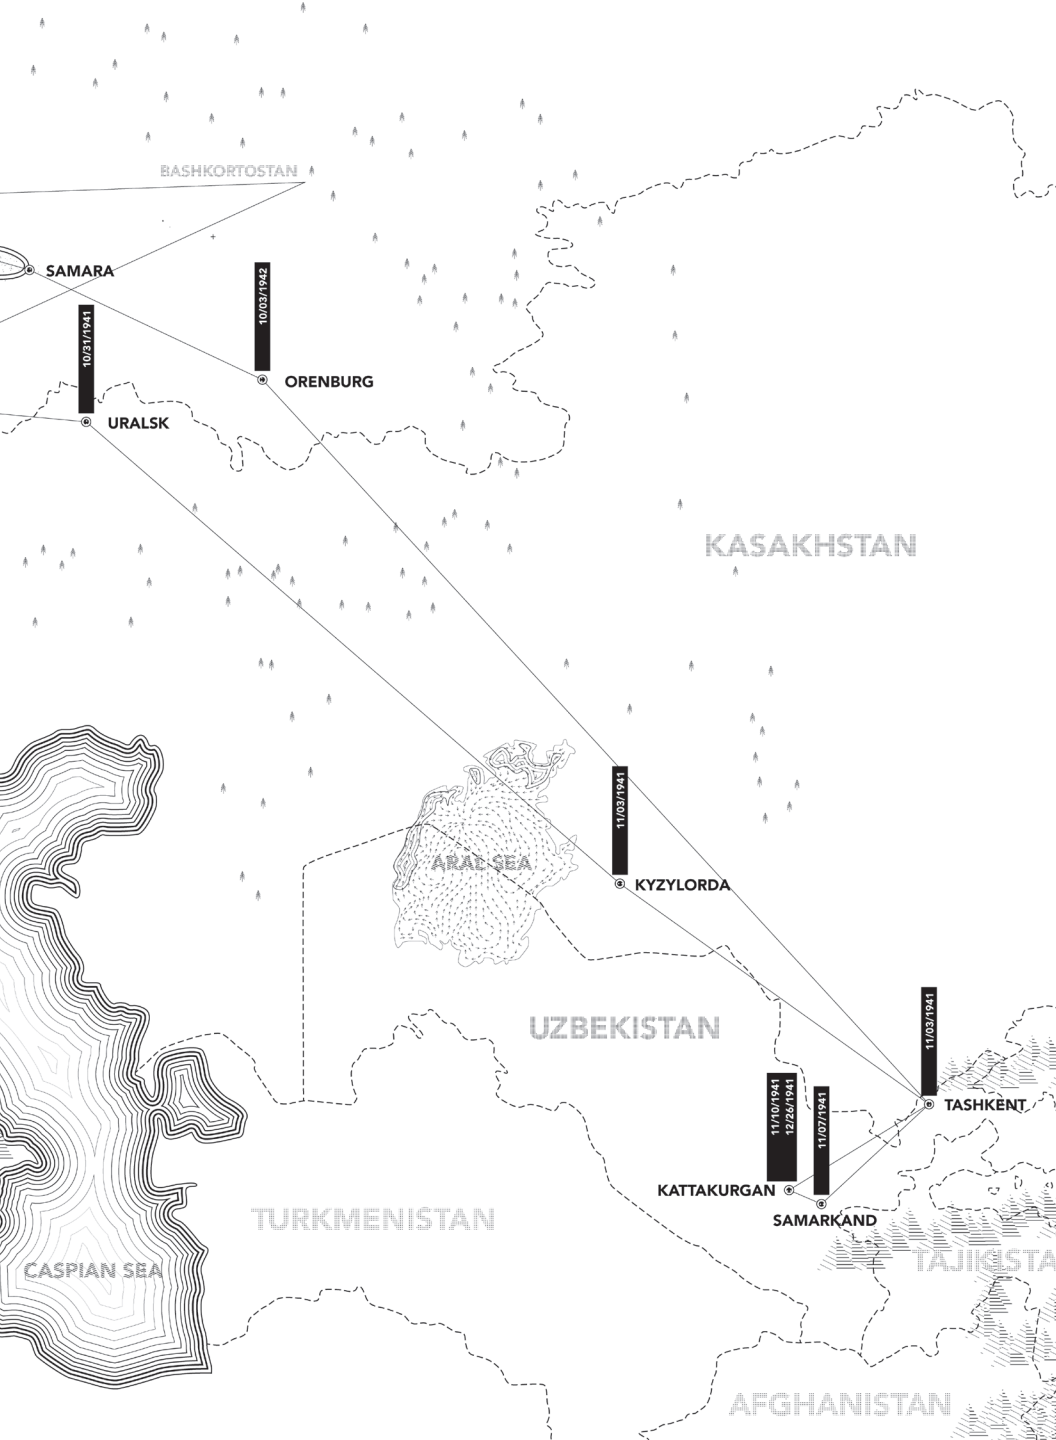 BASHKORTOSTAN
SAMARA
10/03/1942
10/31/1941
ORENBURG
URALSK
KASAKHSTAN
11/03/1941
ARAL SEA
KYZYLORDA
UZBEKISTAN
11/03/1941
TASHKENT
11/10/1941
12/26/1941
11/07/1941
KATTAKURGAN
SAMARKAND
TURKMENISTAN
CASPIAN SEA
TAJIKISTA
AFGHANISTAN